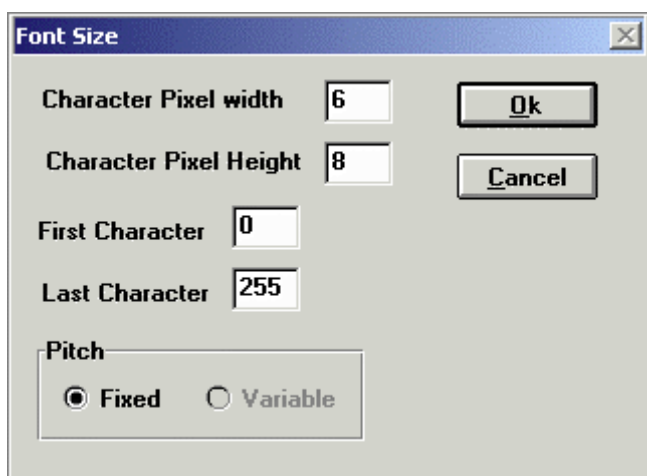 Font Size
Character Pixel width 6
Ok
Character Pixel Height 8
Cancel
First Character 0
Last Character 255
Pitch
Fixed Variable